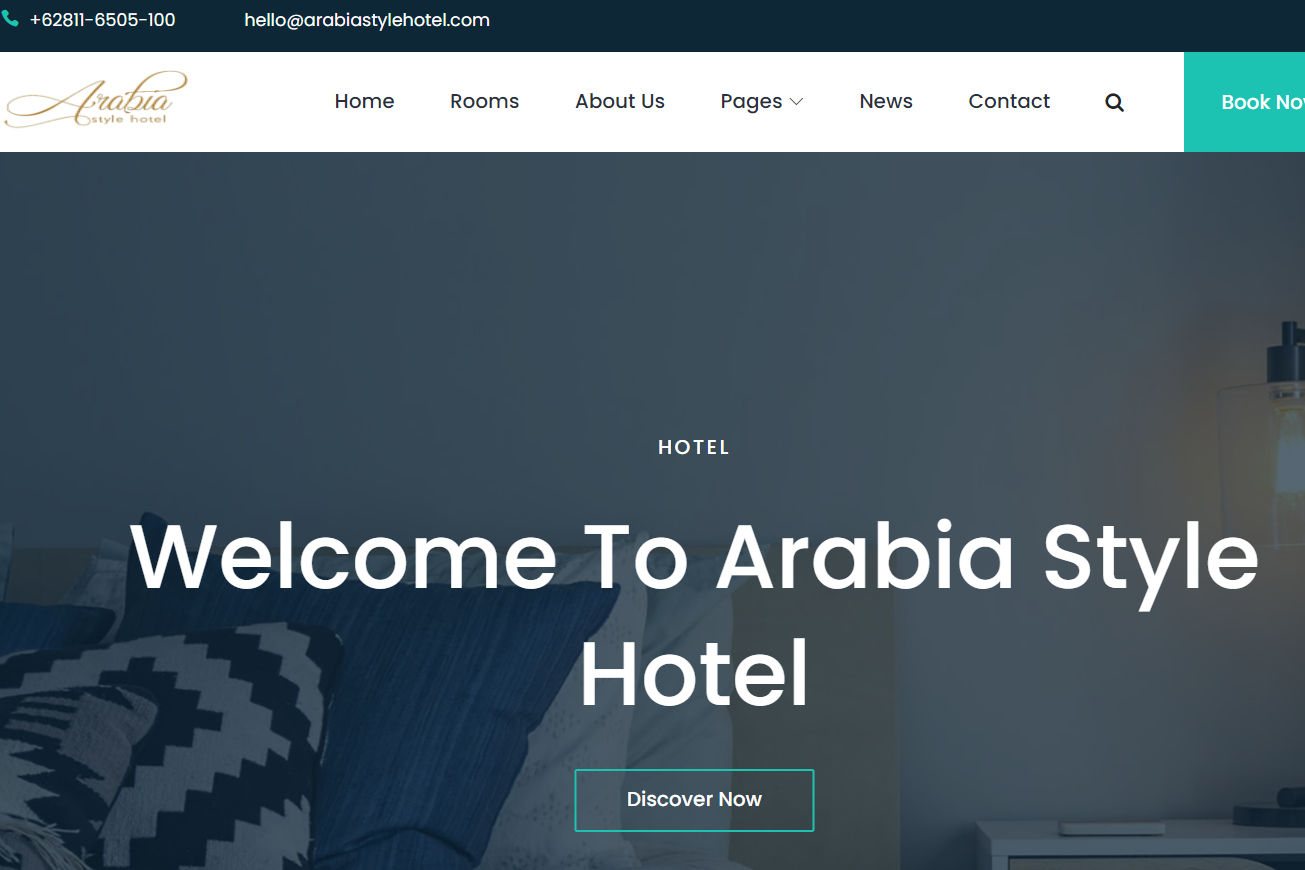 +62811-6505-100 hello@arabiastylehotel.com
Arabia
style hotel
Home Rooms About Us Pages News Contact
Book No
HOTEL
Welcome To Arabia Style
Hotel
Discover Now